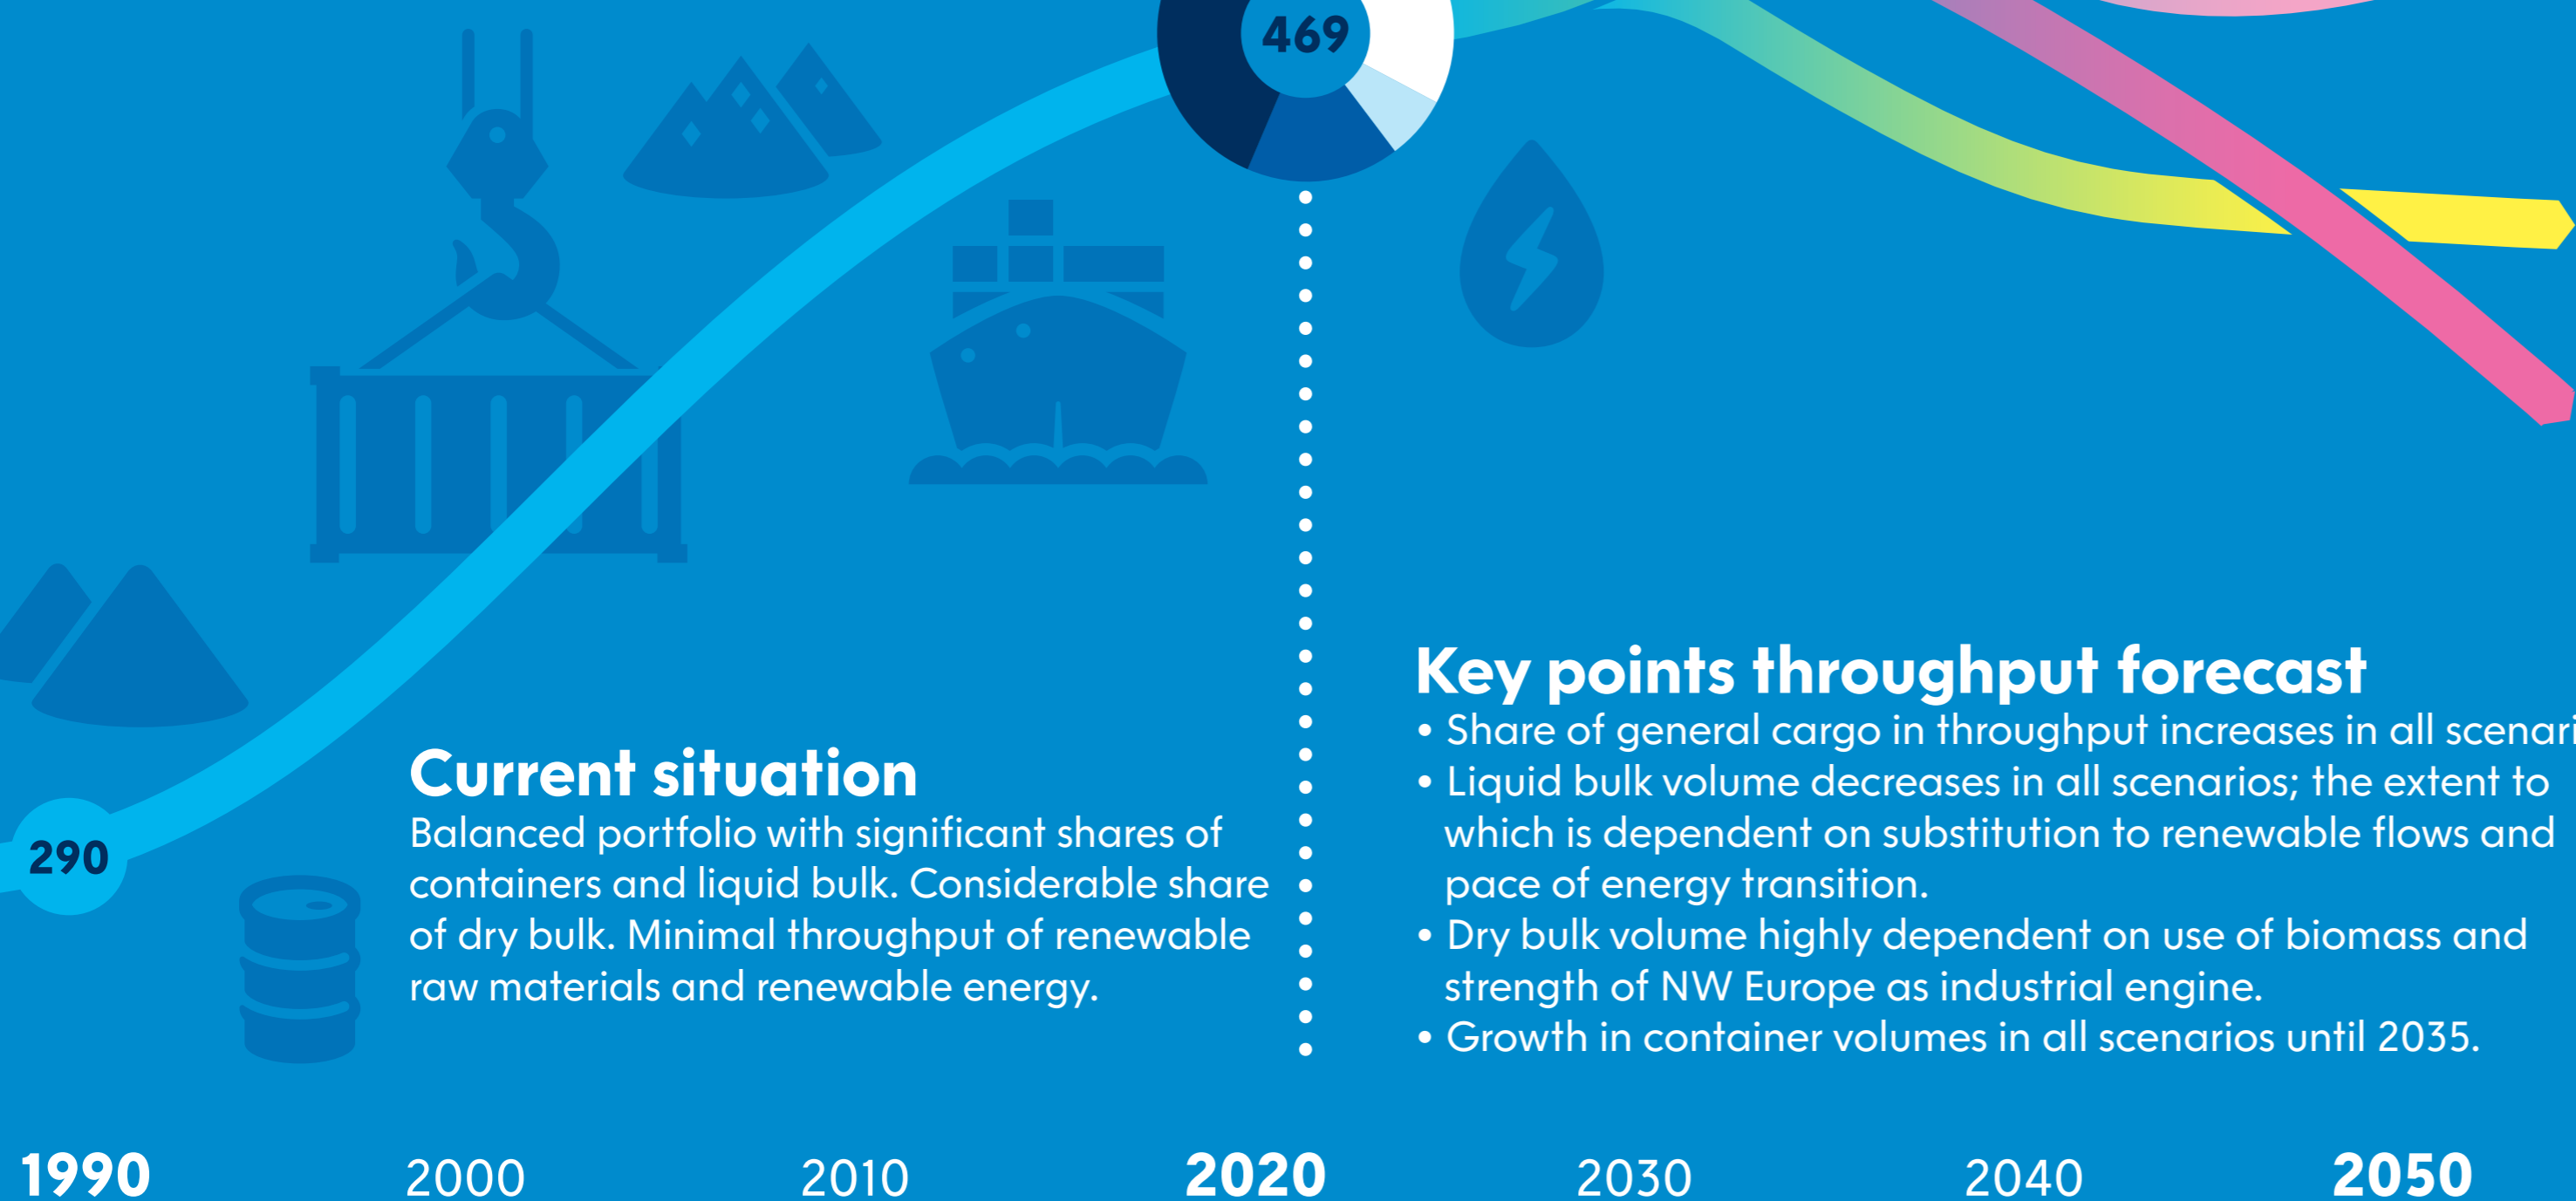 469
290
Current situation
Balanced portfolio with significant shares of
containers and liquid bulk. Considerable share
of dry bulk. Minimal throughput of renewable
raw materials and renewable energy.
Key points throughput forecast
• Share of general cargo in throughput increases in all
• Liquid bulk volume decreases in all scenarios; the extent to
which is dependent on substitution to renewable flows and
pace of energy transition.
• Dry bulk volume highly dependent on use of biomass and
strength of NW Europe as industrial engine.
• Growth in container volumes in all scenarios until 2035.
1990 2000 2010 2020 2030 2040 2050